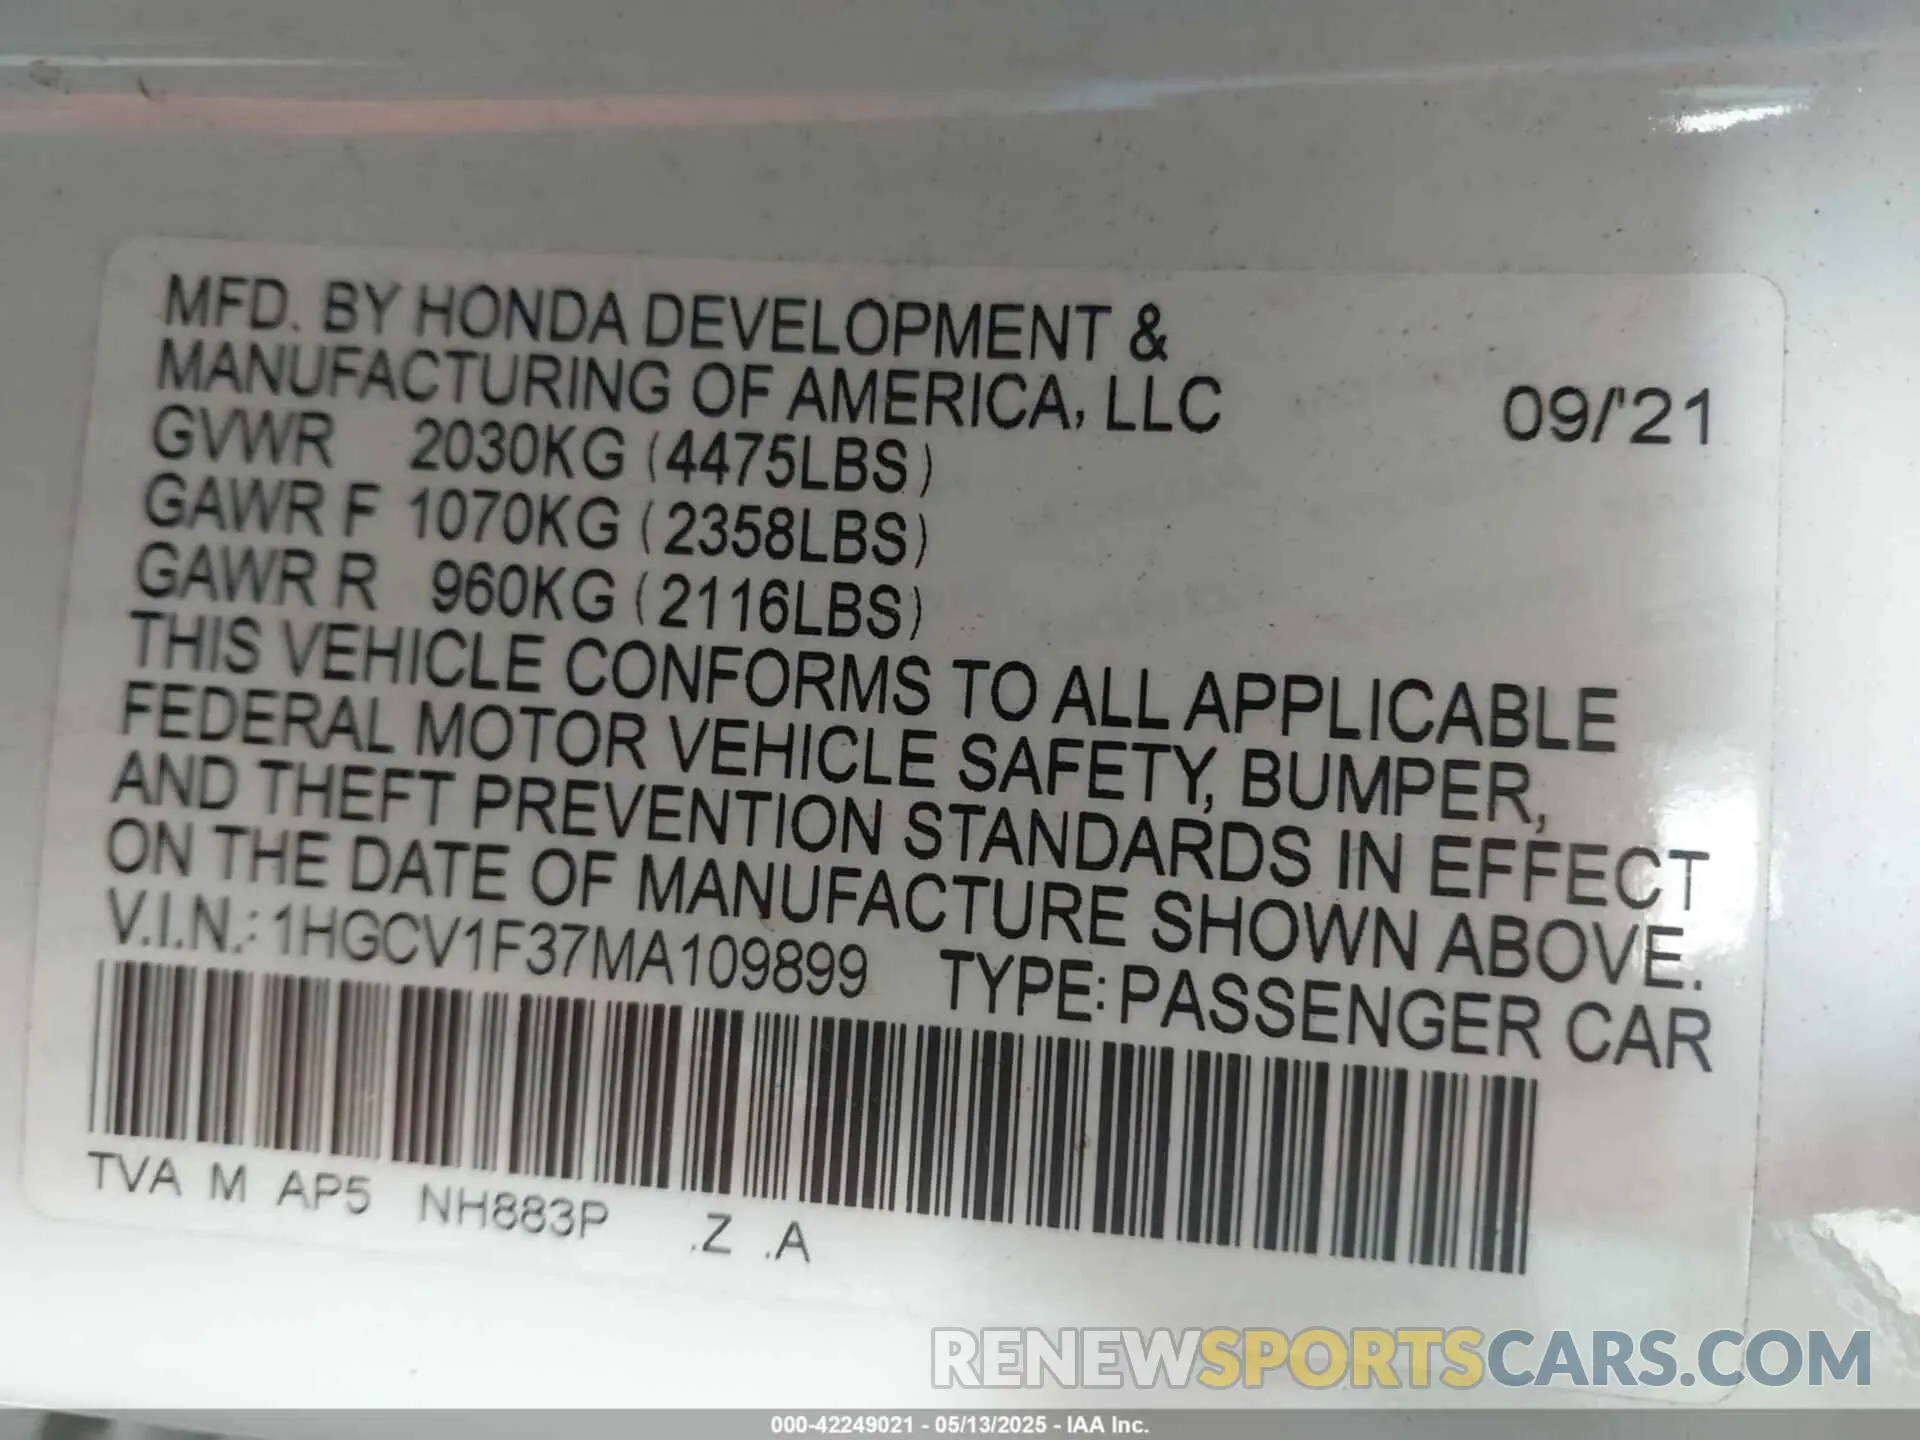 MFD. BY HONDA DEVELOPMENT &
MANUFACTURING OF AMERICA, LLC 09/'21
GVWR 2030KG (4475LBS)
GAWR F 1070KG (2358LBS)
GAWR R 960KG (2116LBS)
THIS VEHICLE CONFORMS TO ALL APPLICABLE
FEDERAL MOTOR VEHICLE SAFETY, BUMPER,
AND THEFT PREVENTION STANDARDS IN EFFECT
ON THE DATE OF MANUFACTURE SHOWN ABOVE.
V.I.N.: 1HGCV1F37MA109899 TYPE: PASSENGER CAR
TVA M AP5 NH883P .Z .A
RENEWSPORTSCARS.COM
000-42249021 - 05/13/2025 - IAA Inc.